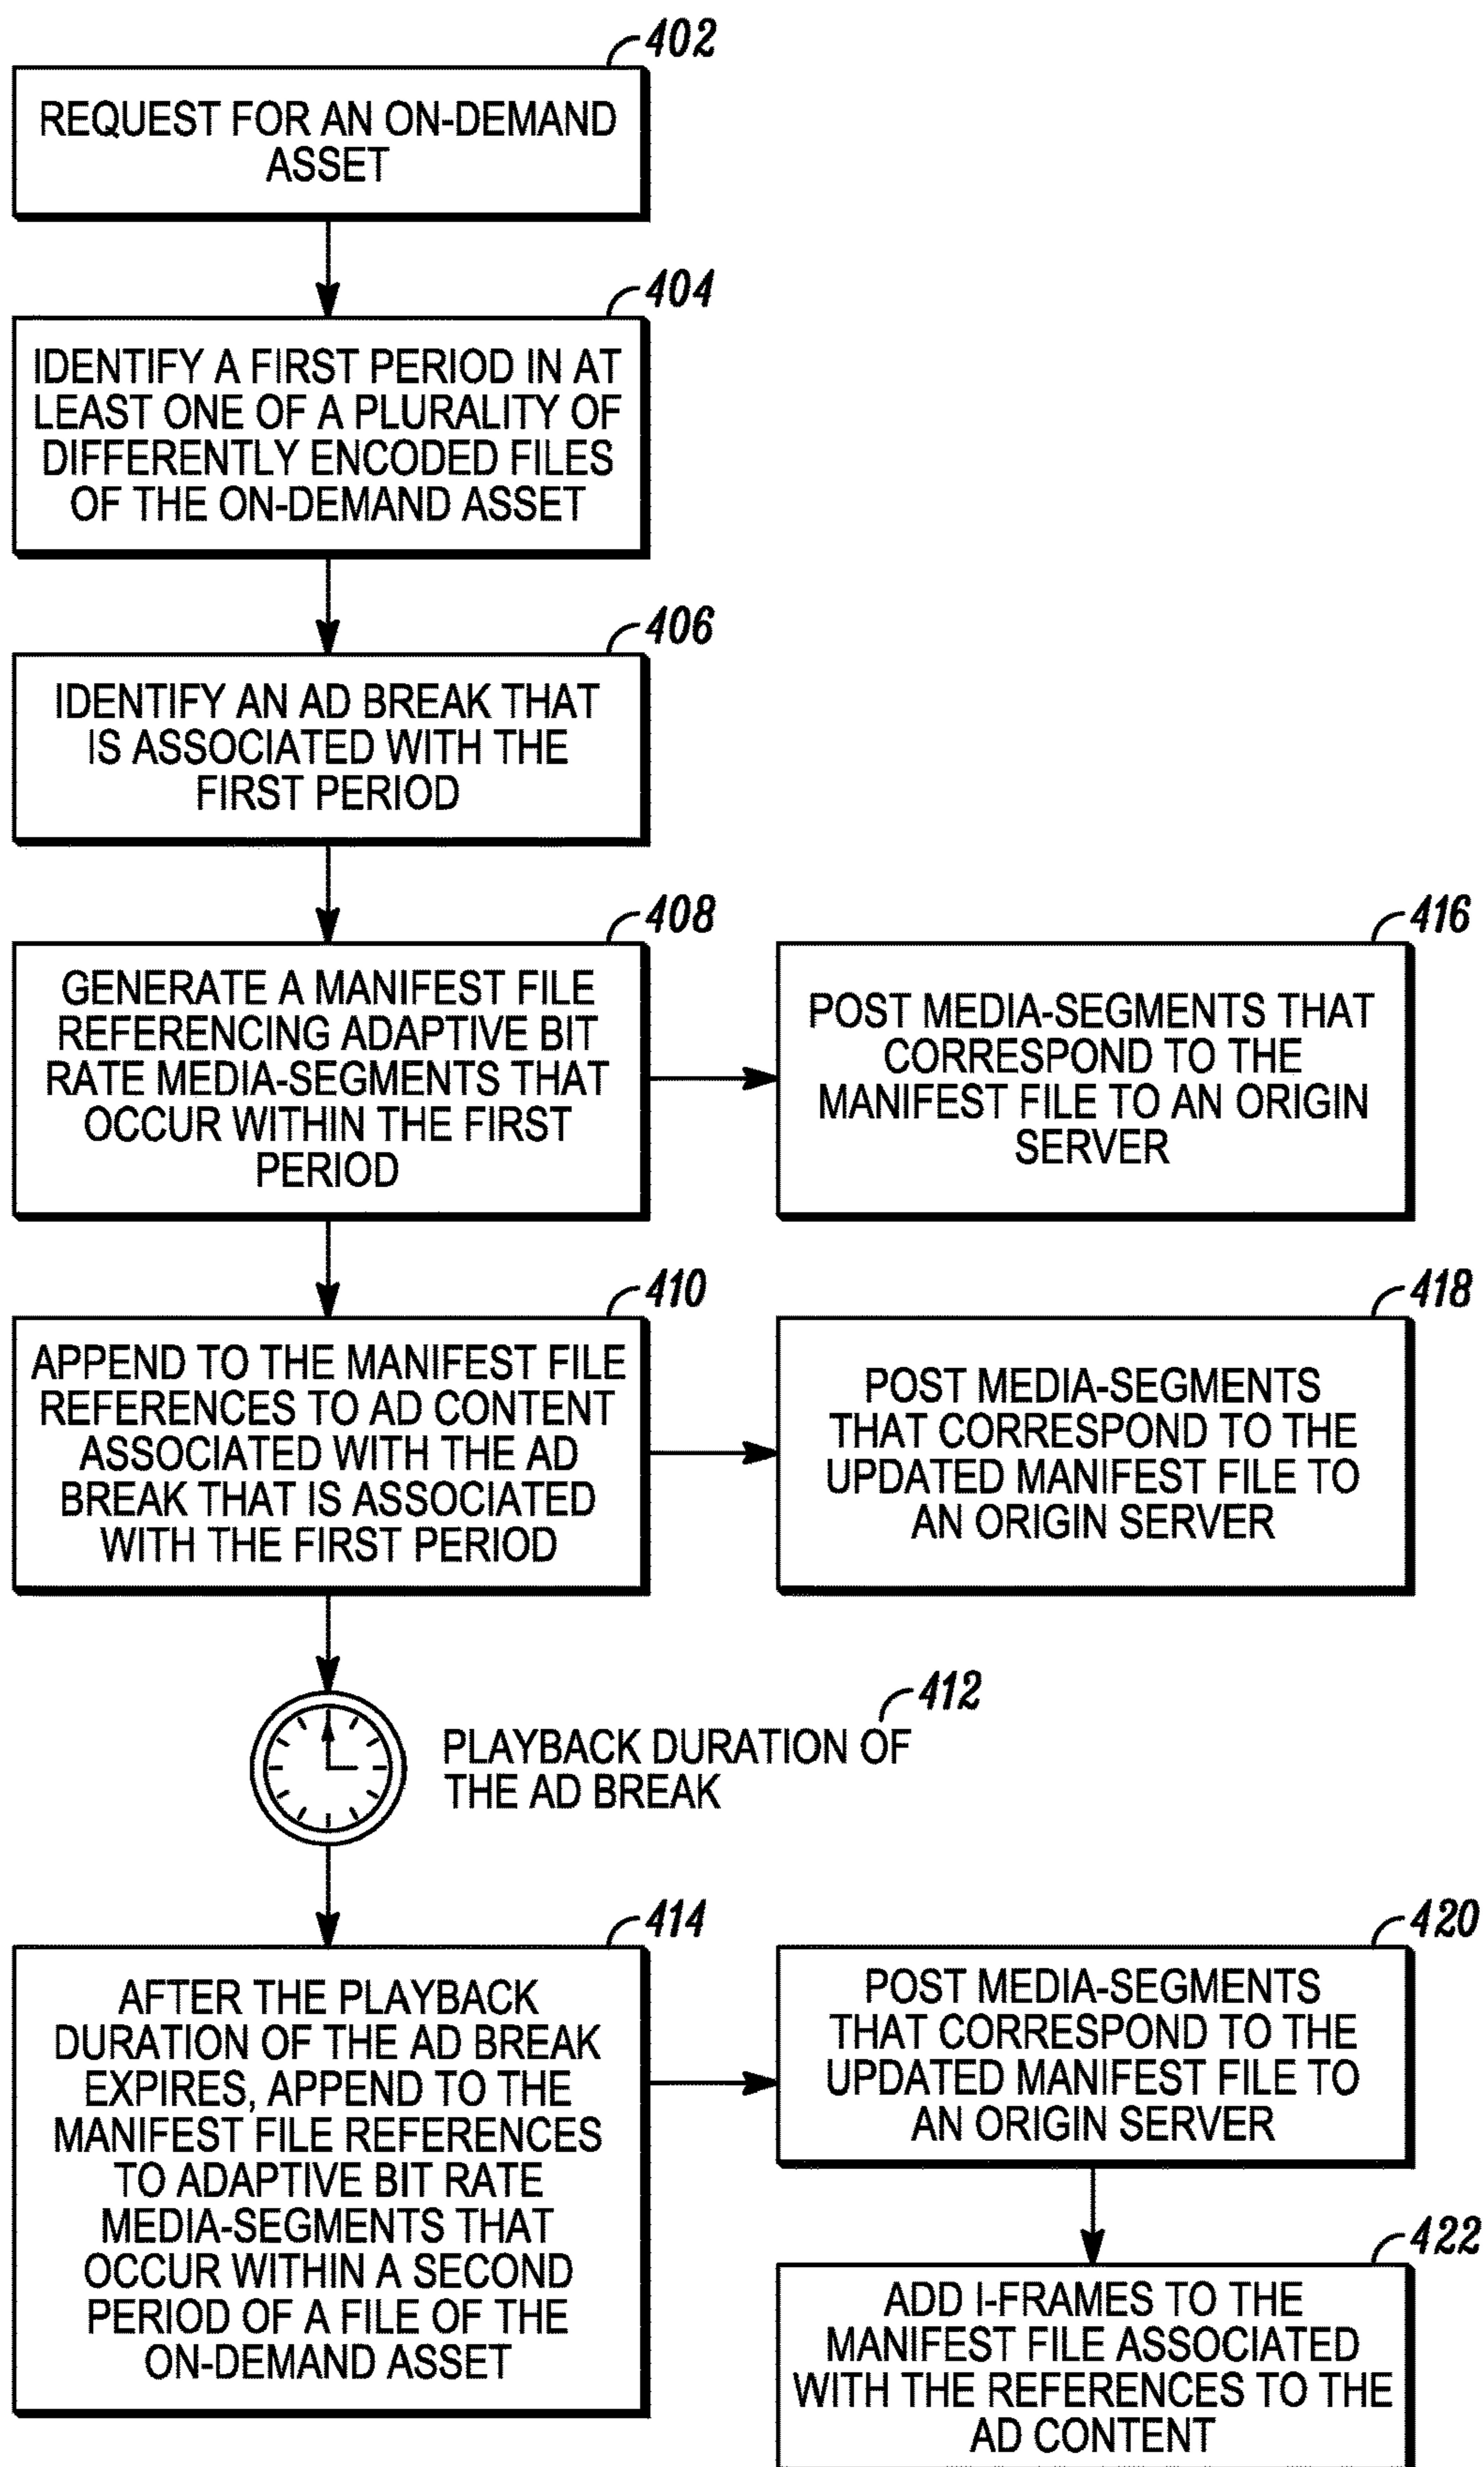 402
REQUEST FOR AN ON-DEMAND
ASSET
404
IDENTIFY A FIRST PERIOD IN AT
LEAST ONE OF A PLURALITY OF
DIFFERENTLY ENCODED FILES
OF THE ON-DEMAND ASSET
406
IDENTIFY AN AD BREAK THAT
IS ASSOCIATED WITH THE
FIRST PERIOD
408
GENERATE A MANIFEST FILE
REFERENCING ADAPTIVE BIT
RATE MEDIA-SEGMENTS THAT
OCCUR WITHIN THE FIRST
PERIOD
416
POST MEDIA-SEGMENTS THAT
CORRESPOND TO THE
MANIFEST FILE TO AN ORIGIN
SERVER
410
APPEND TO THE MANIFEST FILE
REFERENCES TO AD CONTENT
ASSOCIATED WITH THE AD
BREAK THAT IS ASSOCIATED
WITH THE FIRST PERIOD
418
POST MEDIA-SEGMENTS
THAT CORRESPOND TO THE
UPDATED MANIFEST FILE TO
AN ORIGIN SERVER
412
PLAYBACK DURATION OF
THE AD BREAK
414
AFTER THE PLAYBACK
DURATION OF THE AD BREAK
EXPIRES, APPEND TO THE
MANIFEST FILE REFERENCES
TO ADAPTIVE BIT RATE
MEDIA-SEGMENTS THAT
OCCUR WITHIN A SECOND
PERIOD OF A FILE OF THE
ON-DEMAND ASSET
420
POST MEDIA-SEGMENTS
THAT CORRESPOND TO THE
UPDATED MANIFEST FILE TO
AN ORIGIN SERVER
422
ADD I-FRAMES TO THE
MANIFEST FILE ASSOCIATED
WITH THE REFERENCES TO THE
AD CONTENT